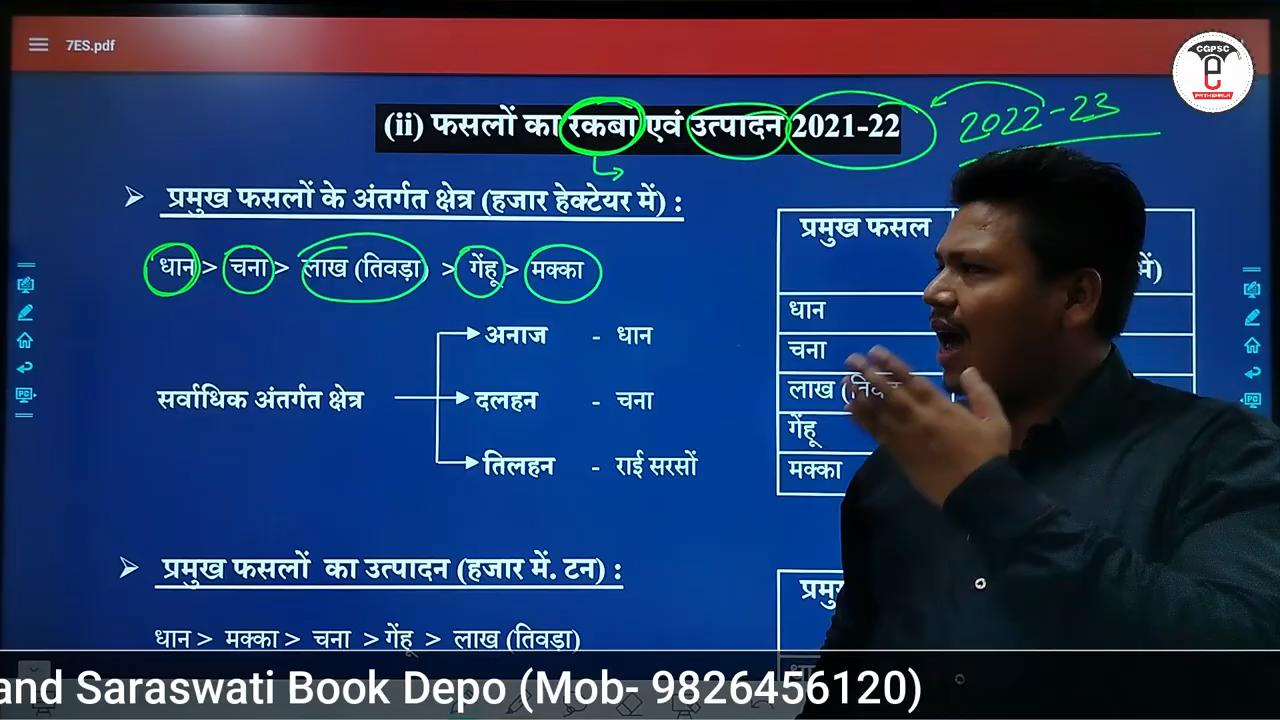 7ES.pdf
CGPSC
PATHSHALA
(ii) फसलों का रकबा एवं उत्पादन 2021-22
2022-23
प्रमुख फसलों के अंतर्गत क्षेत्र (हजार हेक्टेयर में) :
धान > चना > लाख (तिवड़ा) > गेंहू > मक्का
सर्वाधिक अंतर्गत क्षेत्र
अनाज - धान
दलहन - चना
तिलहन - राई सरसों
प्रमुख फसल
में)
धान
चना
लाख
गेंहू
मक्का
प्रमुख फसलों का उत्पादन (हजार में. टन) :
धान > मक्का > चना > गेंहू > लाख (तिवड़ा)
and Saraswati Book Depo (Mob- 9826456120)